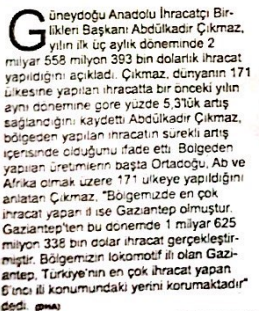 Güneydoğu Anadolu İhracatçı Bir-
likleri Başkanı Abdülkadir Çıkmaz,
yılın ilk üç aylık döneminde 2
milyar 558 milyon 393 bin dolarlık ihracat
yapıldığını açıkladı. Çıkmaz, dünyanın 171
ülkesine yapılan ihracatta bir önceki yılın
aynı dönemine göre yüzde 5,3'lük artış
sağlandığını kaydetti Abdülkadir Çıkmaz,
bölgeden yapılan ihracatın sürekli artış
içerisinde olduğunu ifade etti. Bölgeden
yapılan üretimlerin başta Ortadoğu, Ab ve
Afrika olmak üzere 171 ülkeye yapıldığını
anlatan Çıkmaz, "Bölgemizde en çok
ihracat yapan il ise Gaziantep olmuştur.
Gaziantep'ten bu dönemde 1 milyar 625
milyon 338 bin dolar ihracat gerçekleştir-
miştir. Bölgemizin lokomotif ili olan Gazi-
antep, Türkiye'nin en çok ihracat yapan
6'ıncı ili konumundaki yerini korumaktadır"
dedi. (DHA)